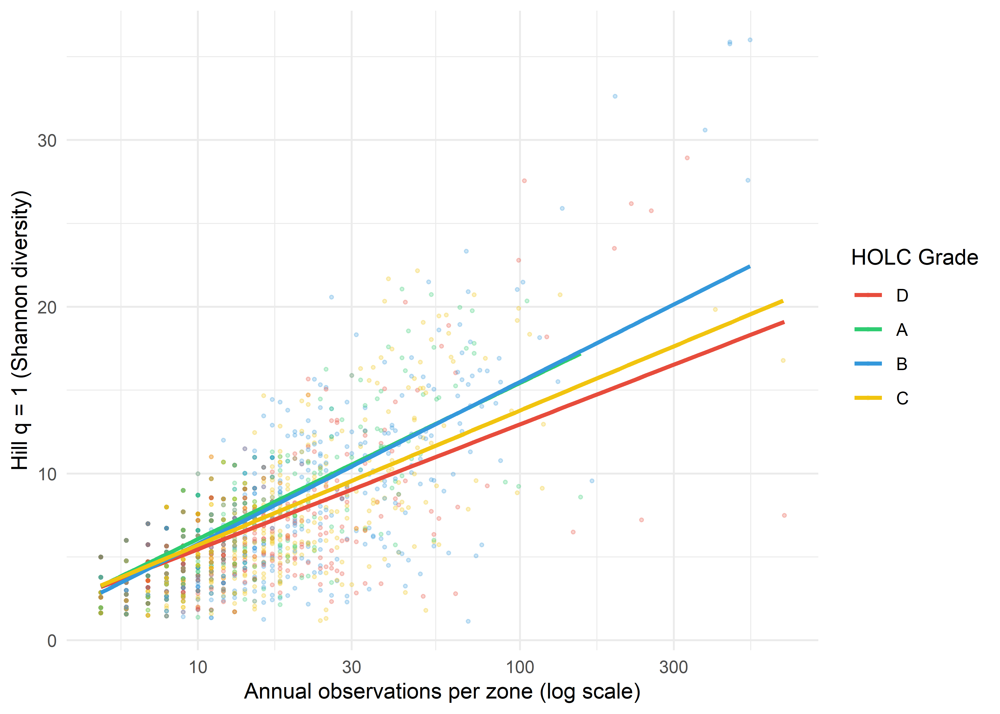 Hill q = 1 (Shannon diversity)
30
20
10
0
10 30 100 300
Annual observations per zone (log scale)
HOLC Grade
D
A
B
C